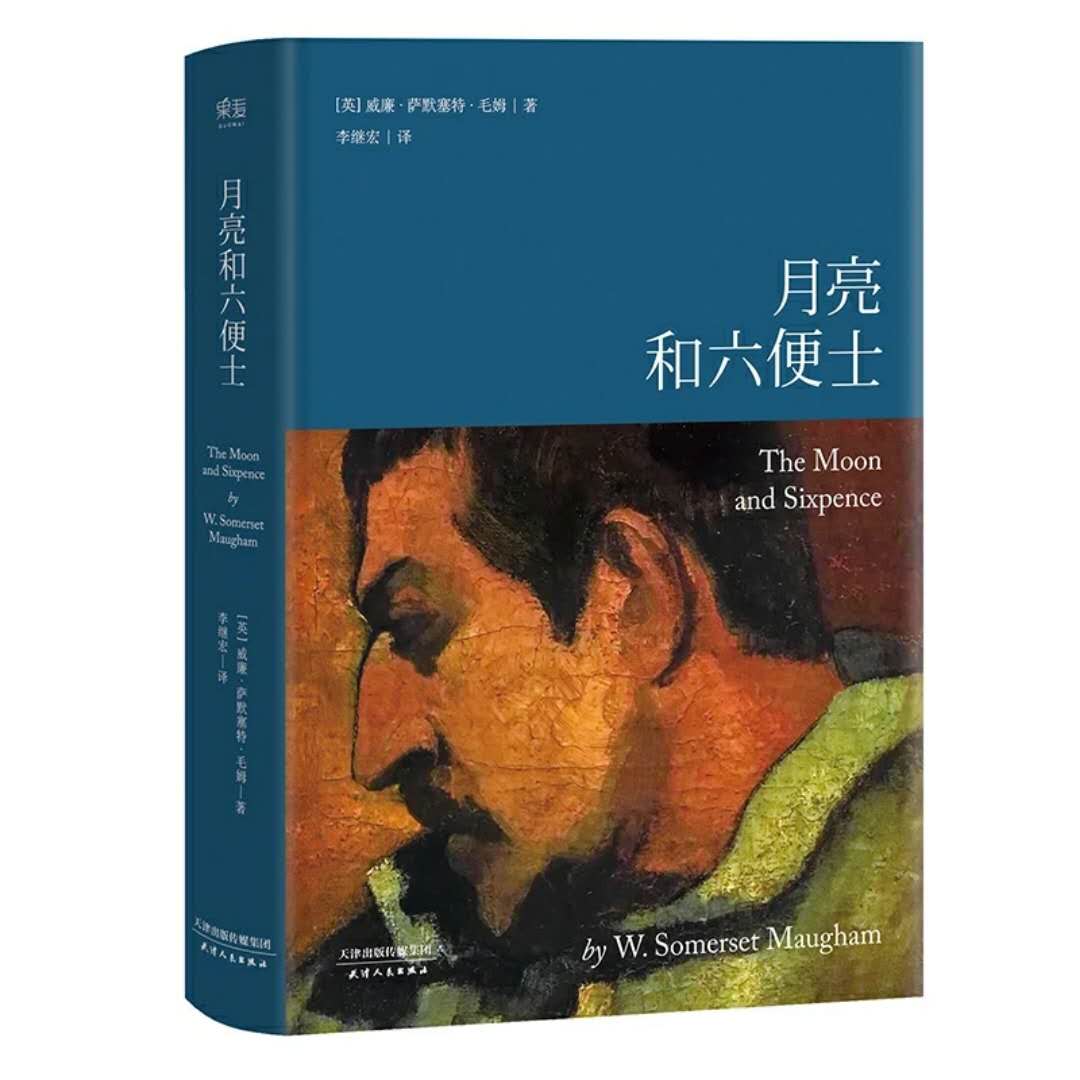 果麦
GUOMAI
月亮和六便士
The Moon
and Sixpence
by
W. Somerset
Maugham
[英]威廉·萨默塞特·毛姆—著
李继宏—译
天津出版传媒集团
天津人民出版社
[英]威廉·萨默塞特·毛姆|著
李继宏|译
月亮
和六便士
The Moon
and Sixpence
by W. Somerset Maugham
天津出版传媒集团
天津人民出版社